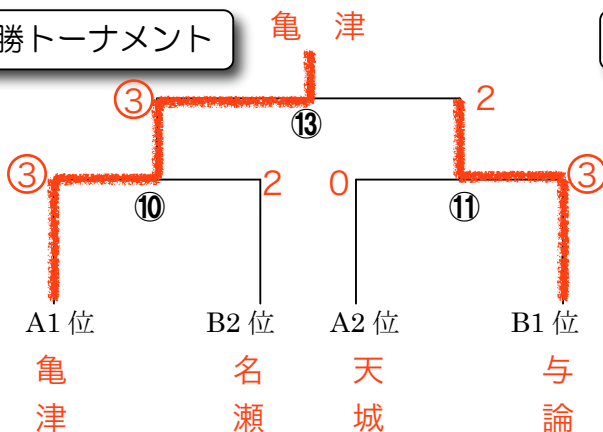 勝トーナメント
亀 津
③ 2
⑬
③ 2 0 ③
⑩ ⑪
A1 位 B2 位 A2 位 B1 位
亀 名 天 与
津 瀬 城 論